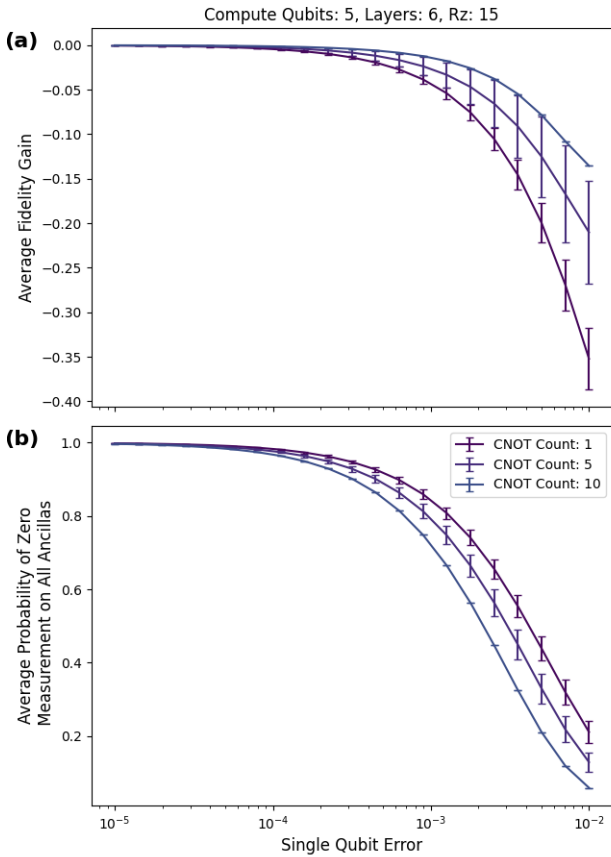 Compute Qubits: 5, Layers: 6, Rz: 15
(a)
0.00
−0.05
−0.10
−0.15
−0.20
−0.25
−0.30
−0.35
−0.40
Average Fidelity Gain
(b)
1.0
0.8
0.6
0.4
0.2
Average Probability of Zero
Measurement on All Ancillas
CNOT Count: 1
CNOT Count: 5
CNOT Count: 10
10⁻⁵
10⁻⁴
10⁻³
10⁻²
Single Qubit Error